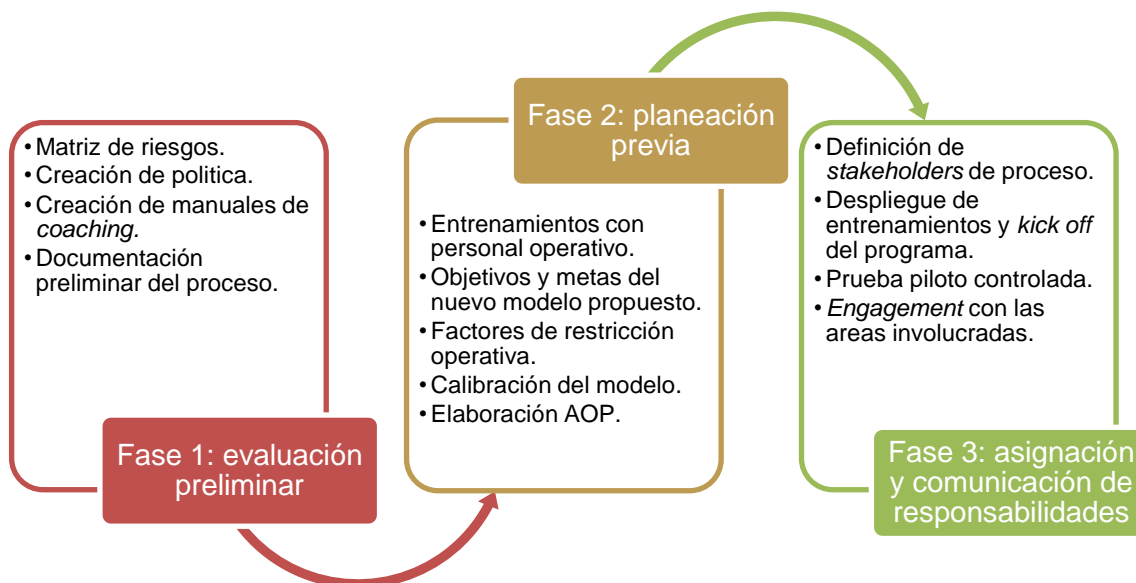 • Matriz de riesgos.
• Creación de politica.
• Creación de manuales de
coaching.
• Documentación
preliminar del proceso.
Fase 1: evaluación
preliminar
Fase 2: planeación
previa
• Entrenamientos con
personal operativo.
• Objetivos y metas del
nuevo modelo propuesto.
• Factores de restricción
operativa.
• Calibración del modelo.
• Elaboración AOP.
• Definición de
stakeholders de proceso.
• Despliegue de
entrenamientos y kick off
del programa.
• Prueba piloto controlada.
• Engagement con las
areas involucradas.
Fase 3: asignación
y comunicación de
responsabilidades